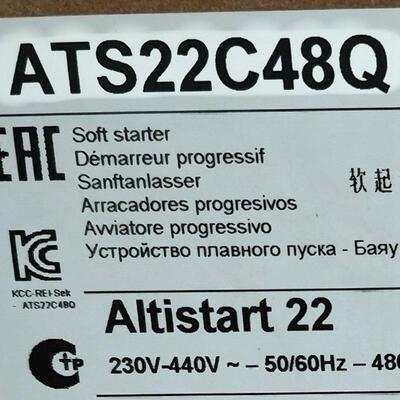 ATS22C48Q
EAC
Soft starter
Démarreur progressif
Sanftanlasser
Arracadores progresivos
Avviatore progressivo
Устройство плавного пуска - Баяу
软起
KCC-REI-Sek
- ATS22C48Q
Altistart 22
230V-440V ~ – 50/60Hz – 480